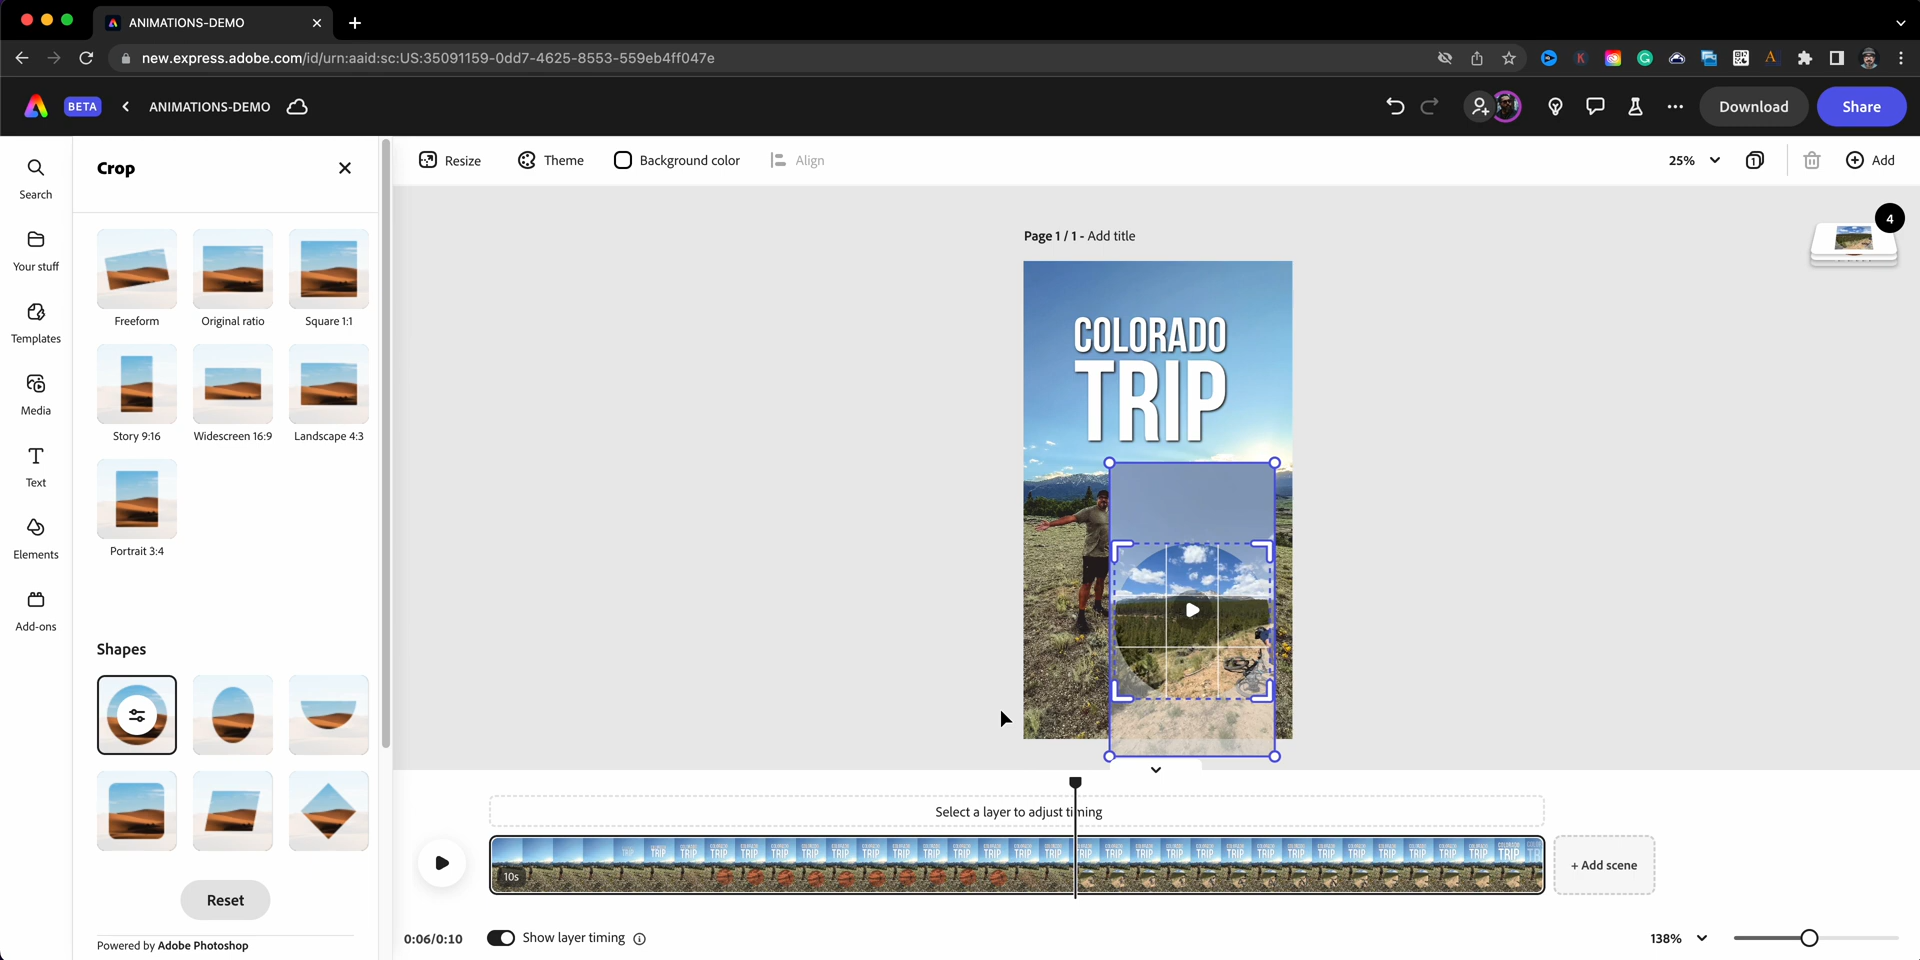 ANIMATIONS-DEMO
new.express.adobe.com/id/urn:aaid:sc:US:35091159-0dd7-4625-8553-559eb4ff047e
BETA
ANIMATIONS-DEMO
Download
Share
Search
Your stuff
Templates
Media
Text
Elements
Add-ons
Crop
Freeform
Original ratio
Square 1:1
Story 9:16
Widescreen 16:9
Landscape 4:3
Portrait 3:4
Shapes
Reset
Powered by Adobe Photoshop
Resize
Theme
Background color
Align
25%
1
Add
4
Page 1 / 1 - Add title
COLORADO
TRIP
Select a layer to adjust timing
10s
+ Add scene
0:06/0:10
Show layer timing
138%